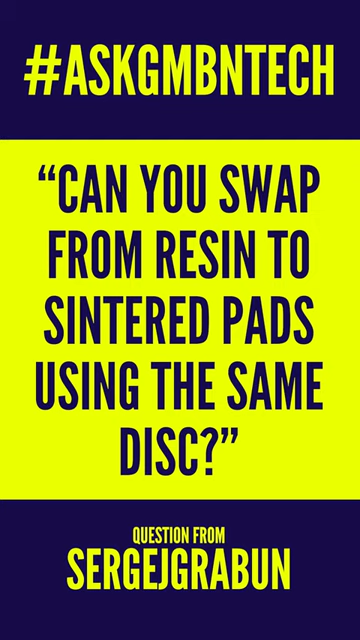 #ASKGMBNTECH
“CAN YOU SWAP
FROM RESIN TO
SINTERED PADS
USING THE SAME
DISC?”
QUESTION FROM
SERGEJGRABUN